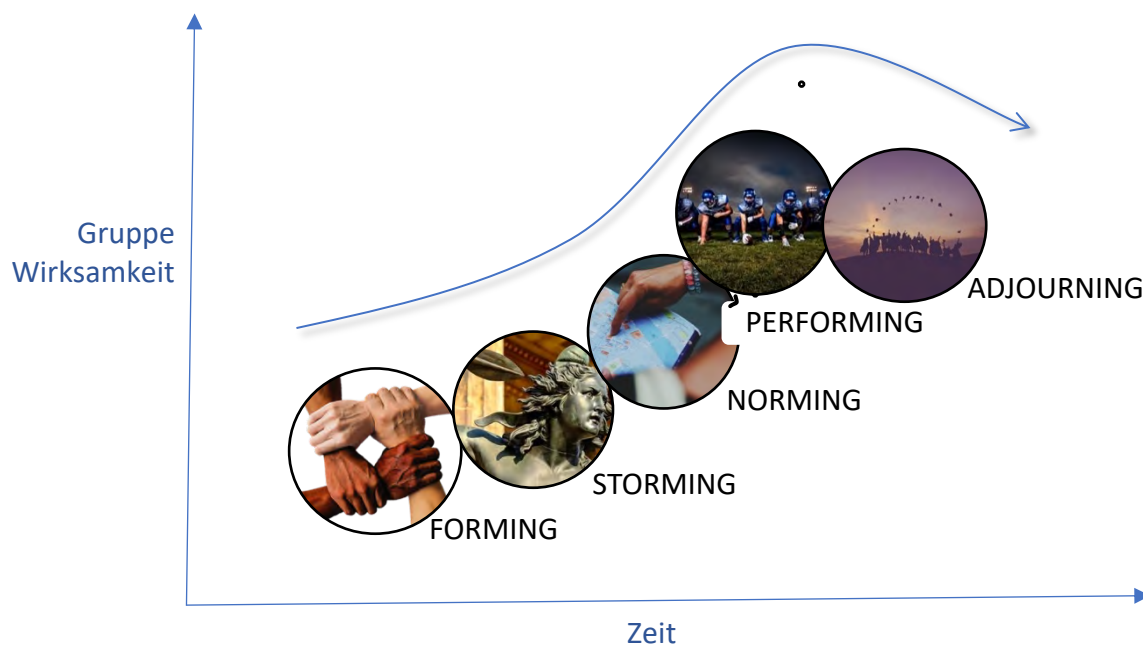 Gruppe
Wirksamkeit
ADJOURNING
PERFORMING
NORMING
STORMING
FORMING
Zeit